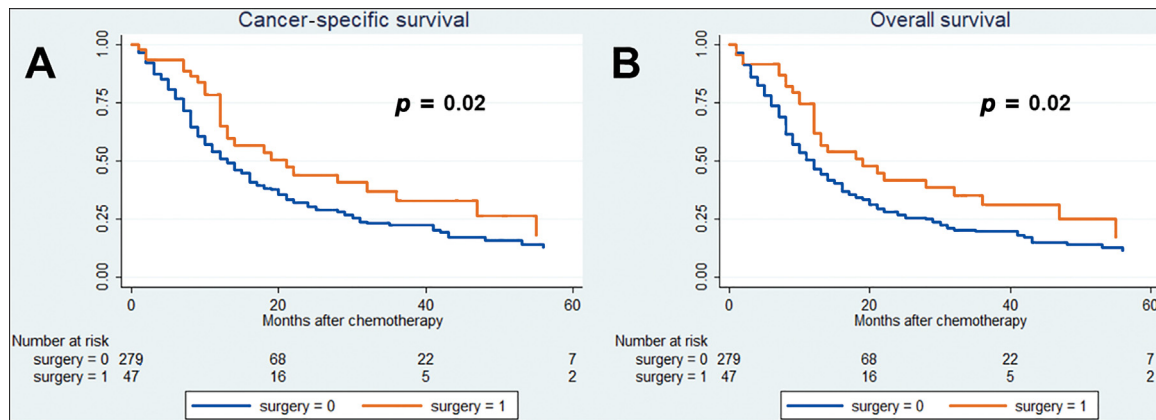 Cancer-specific survival
A
p = 0.02
1.00
0.75
0.50
0.25
0.00
0 20 40 60
Months after chemotherapy
Number at risk
surgery = 0 279 68 22 7
surgery = 1 47 16 5 2
surgery = 0 surgery = 1
Overall survival
B
p = 0.02
1.00
0.75
0.50
0.25
0.00
0 20 40 60
Months after chemotherapy
Number at risk
surgery = 0 279 68 22 7
surgery = 1 47 16 5 2
surgery = 0 surgery = 1